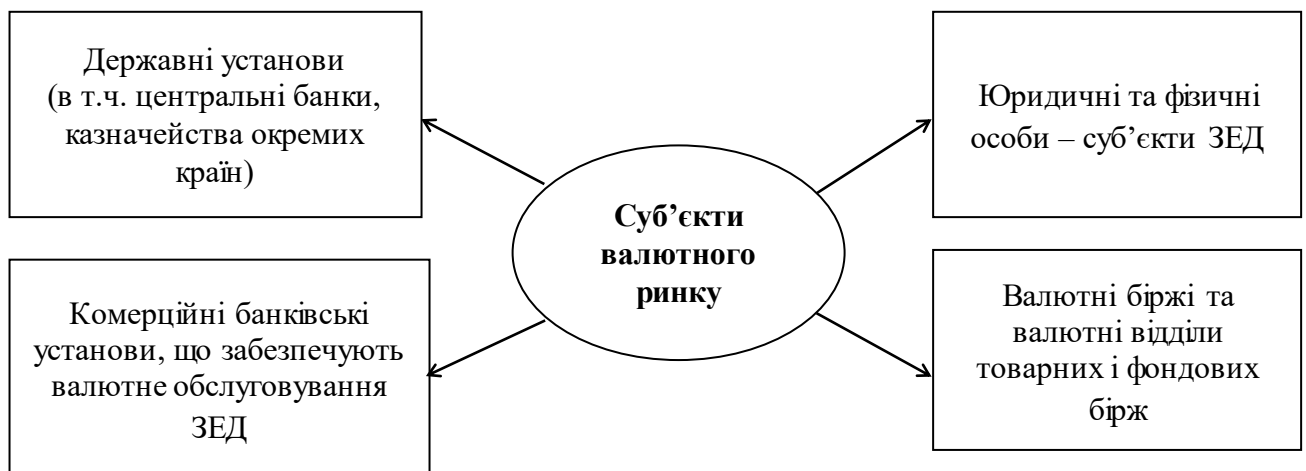 Державні установи
(в т.ч. центральні банки,
казначейства окремих
країн)
Юридичні та фізичні
особи – суб’єкти ЗЕД
Суб’єкти
валютного
ринку
Комерційні банківські
установи, що забезпечують
валютне обслуговування
ЗЕД
Валютні біржі та
валютні відділи
товарних і фондових
бірж